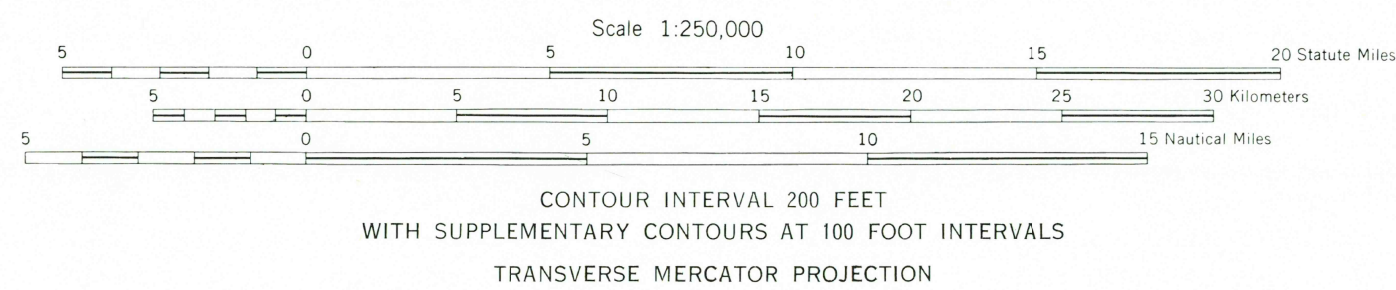 Scale 1:250,000
5 0 5 10 15 20 Statute Miles
5 0 5 10 15 20 25 30 Kilometers
5 0 5 10 15 Nautical Miles
CONTOUR INTERVAL 200 FEET
WITH SUPPLEMENTARY CONTOURS AT 100 FOOT INTERVALS
TRANSVERSE MERCATOR PROJECTION